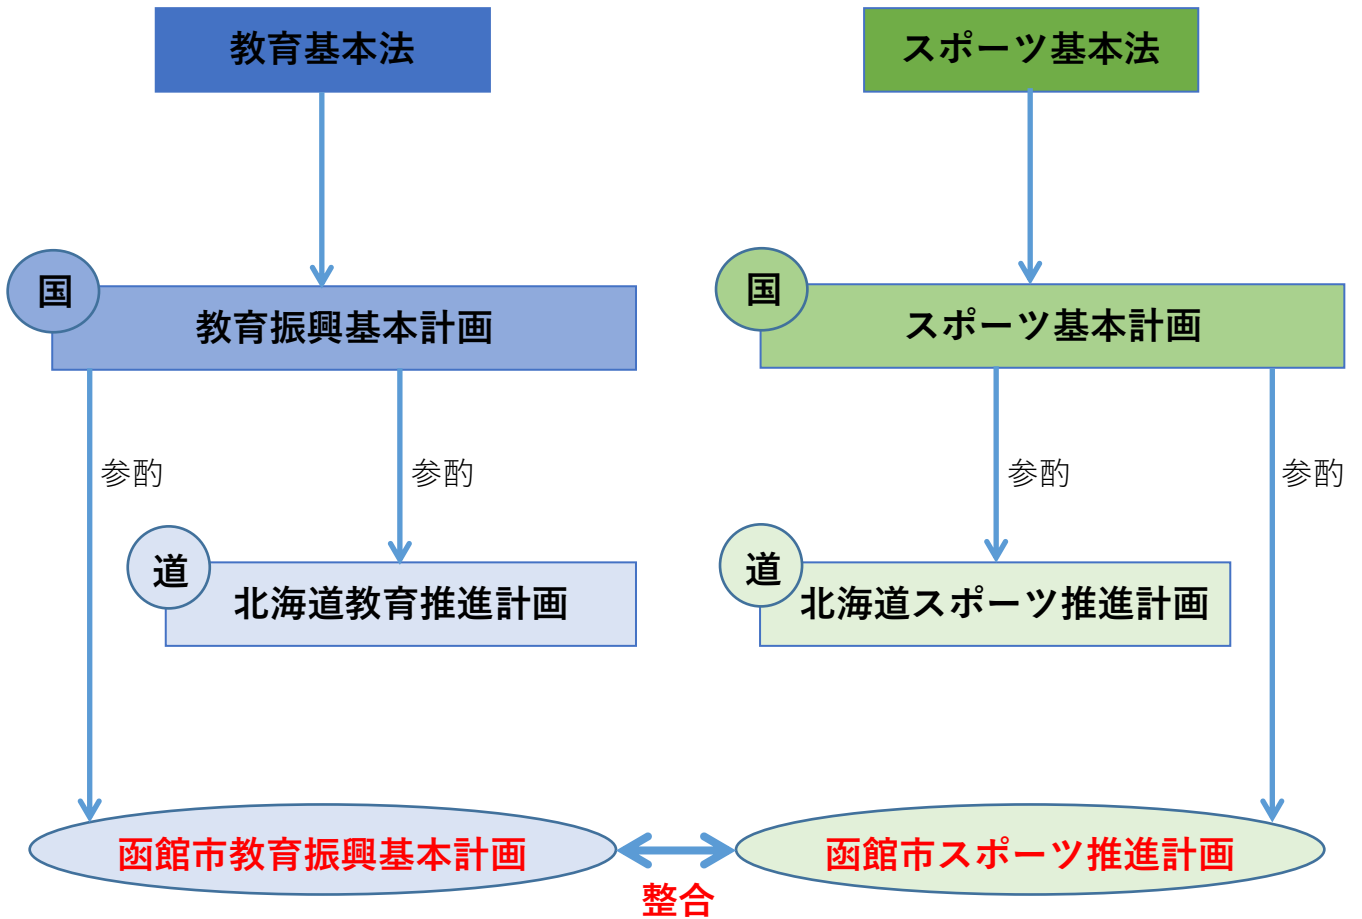 教育基本法
スポーツ基本法
国
教育振興基本計画
国
スポーツ基本計画
参酌
参酌
参酌
参酌
道
北海道教育推進計画
道
北海道スポーツ推進計画
函館市教育振興基本計画
函館市スポーツ推進計画
整合